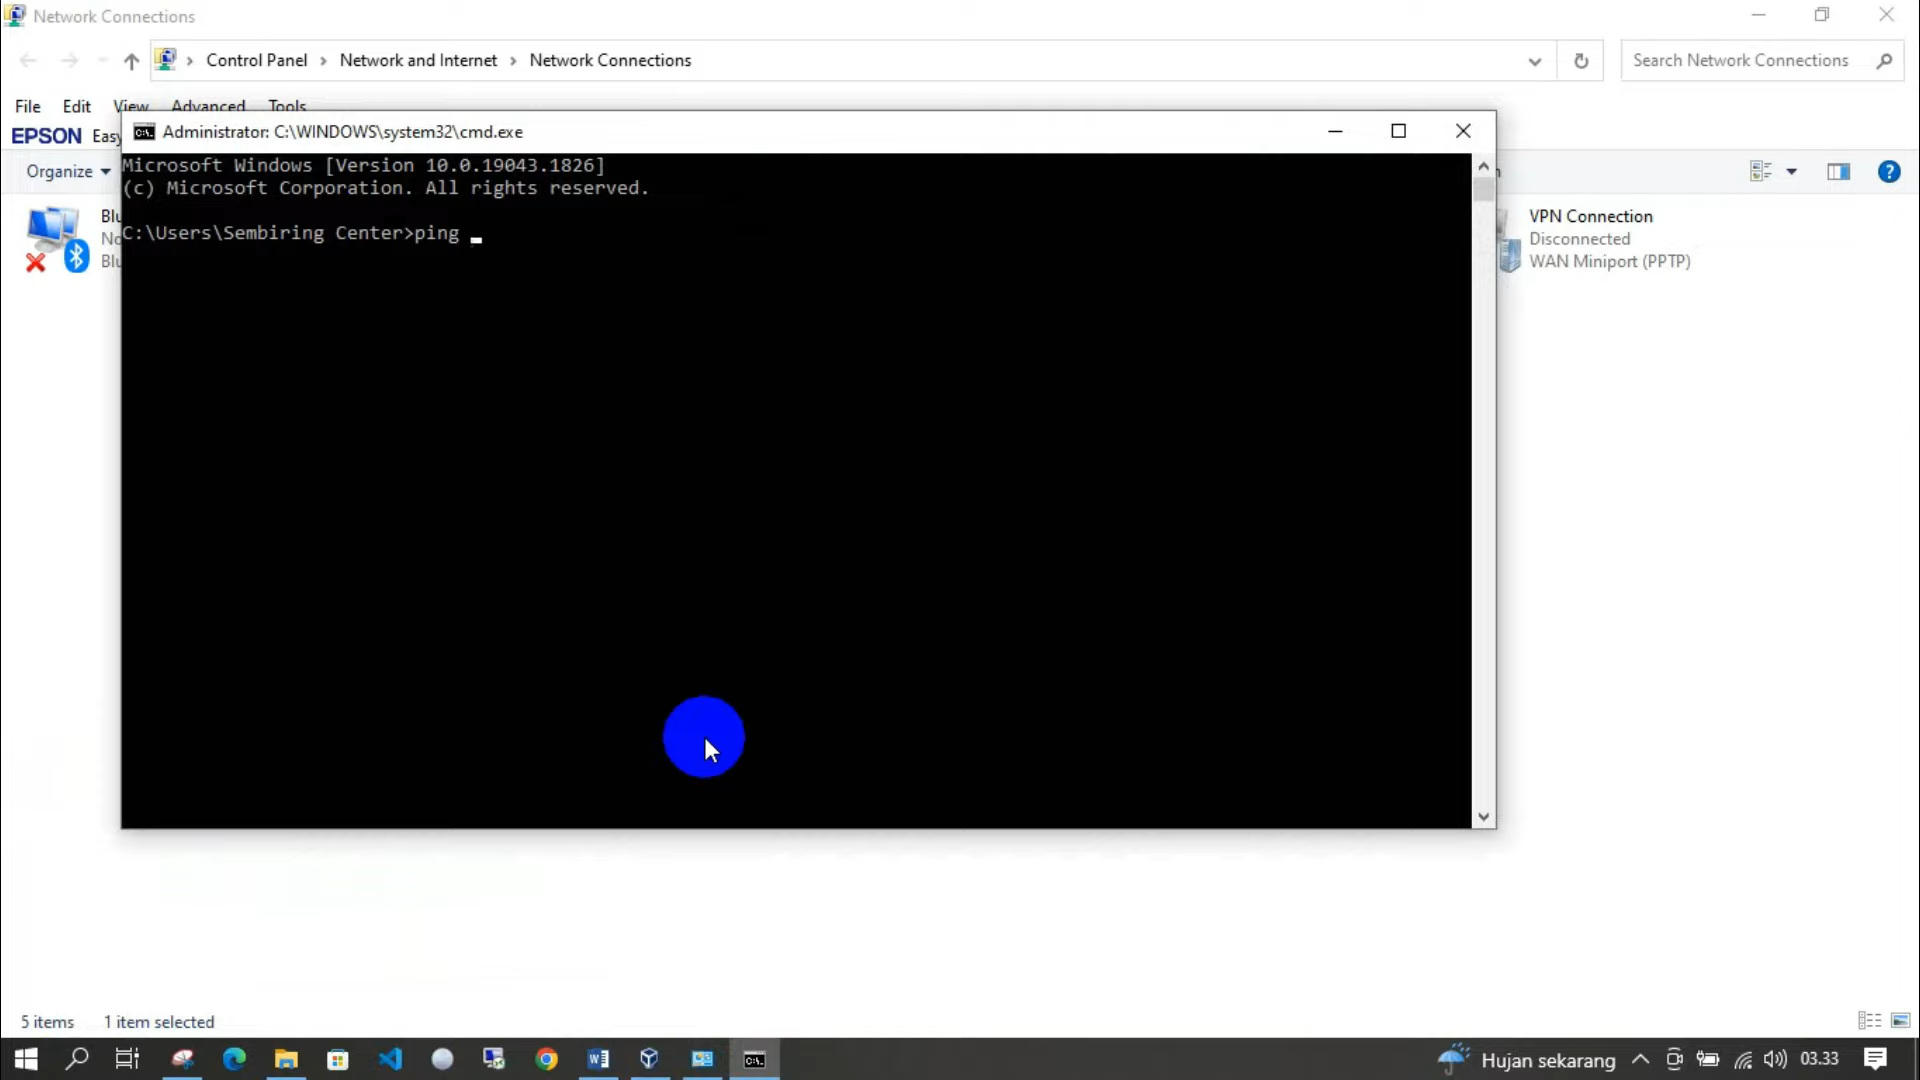 Network Connections
Control Panel > Network and Internet > Network Connections
Search Network Connections
File Edit View Advanced Tools
EPSON Easy
Administrator: C:\WINDOWS\system32\cmd.exe
Organize
Microsoft Windows [Version 10.0.19043.1826]
(c) Microsoft Corporation. All rights reserved.
C:\Users\Sembiring Center>ping _
Blu
No
Blu
VPN Connection
Disconnected
WAN Miniport (PPTP)
5 items 1 item selected
Hujan sekarang 03.33